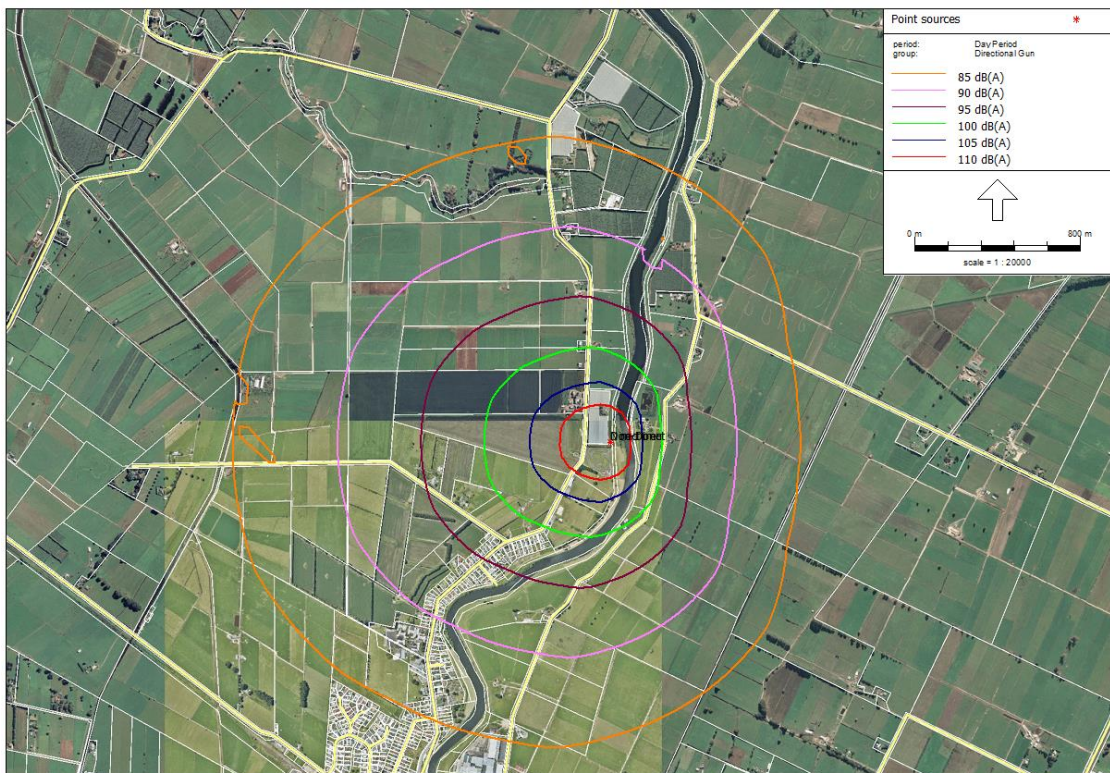 Point sources *
period: Day Period
group: Directional Gun
85 dB(A)
90 dB(A)
95 dB(A)
100 dB(A)
105 dB(A)
110 dB(A)
0 m 800 m
scale = 1 : 20000